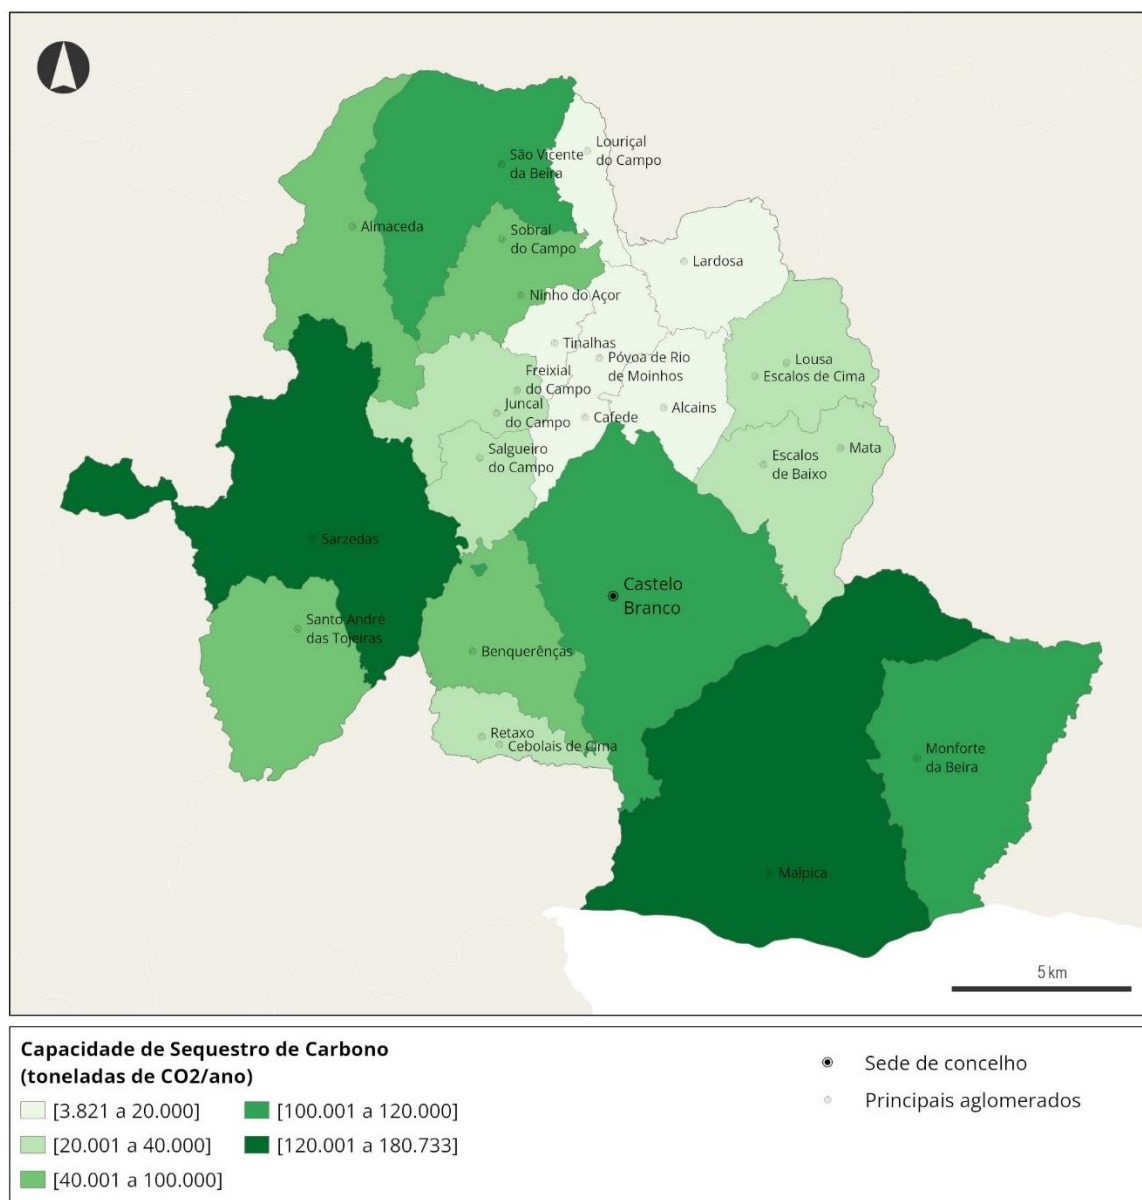 Louriçal
do Campo
São Vicente
da Beira
Almaceda
Sobral
do Campo
Lardosa
Ninho do Açor
Tinalhas
Póvoa de Rio
de Moinhos
Lousa
Escalos de Cima
Freixial
do Campo
Juncal
do Campo
Cafede
Alcains
Salgueiro
do Campo
Escalos
de Baixo
Mata
Sarzedas
Castelo
Branco
Santo André
das Tojeiras
Benquerênças
Retaxo
Cebolais de Cima
Monforte
da Beira
Malpica
5 km
Capacidade de Sequestro de Carbono
(toneladas de CO2/ano)
[3.821 a 20.000]
[20.001 a 40.000]
[40.001 a 100.000]
[100.001 a 120.000]
[120.001 a 180.733]
Sede de concelho
Principais aglomerados